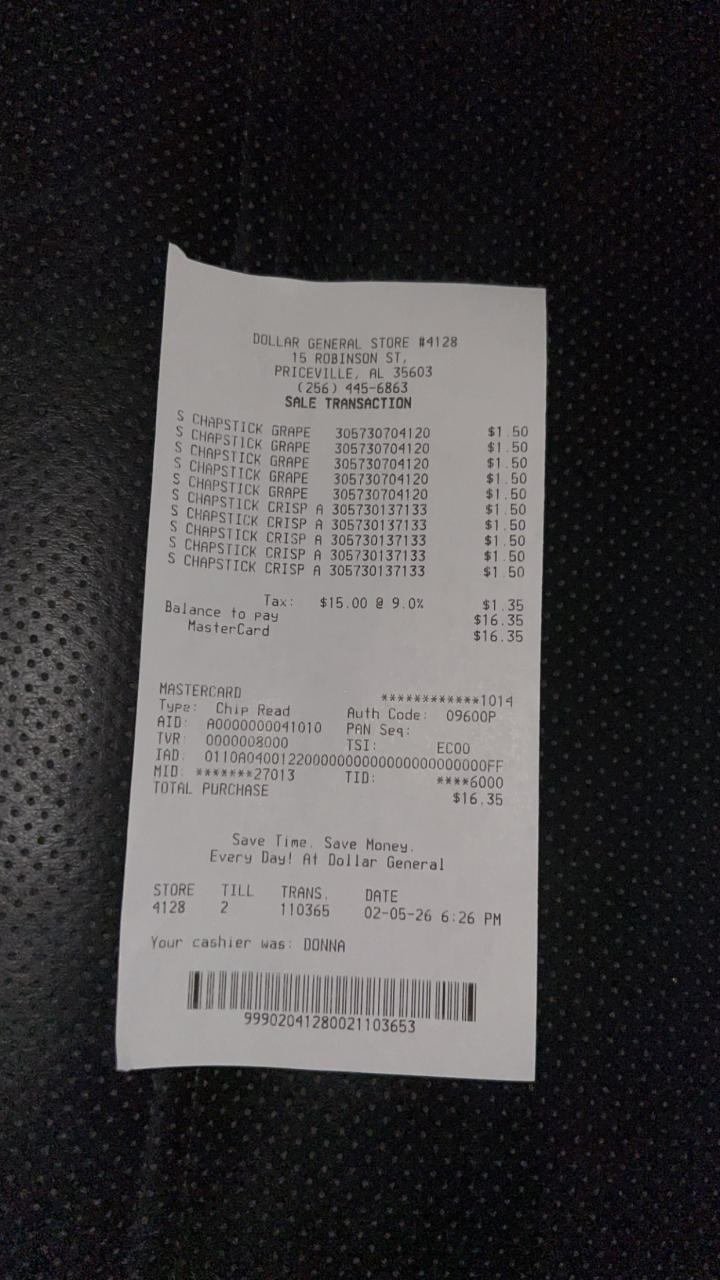 DOLLAR GENERAL STORE #4128
15 ROBINSON ST,
PRICEVILLE, AL 35603
(256) 445-6863
SALE TRANSACTION
S CHAPSTICK GRAPE 305730704120 $1.50
S CHAPSTICK GRAPE 305730704120 $1.50
S CHAPSTICK GRAPE 305730704120 $1.50
S CHAPSTICK GRAPE 305730704120 $1.50
S CHAPSTICK GRAPE 305730704120 $1.50
S CHAPSTICK CRISP A 305730137133 $1.50
S CHAPSTICK CRISP A 305730137133 $1.50
S CHAPSTICK CRISP A 305730137133 $1.50
S CHAPSTICK CRISP A 305730137133 $1.50
S CHAPSTICK CRISP A 305730137133 $1.50
Tax: $15.00 @ 9.0% $1.35
Balance to pay $16.35
MasterCard $16.35
MASTERCARD ************1014
Type: Chip Read Auth Code: 09600P
AID: A0000000041010 PAN Seq:
TVR: 0000008000 TSI: EC00
IAD: 0110A040012200000000000000000000000000FF
MID: *******27013 TID: ****6000
TOTAL PURCHASE $16.35
Save Time. Save Money.
Every Day! At Dollar General
STORE TILL TRANS. DATE
4128 2 110365 02-05-26 6:26 PM
Your cashier was: DONNA
99902041280021103653